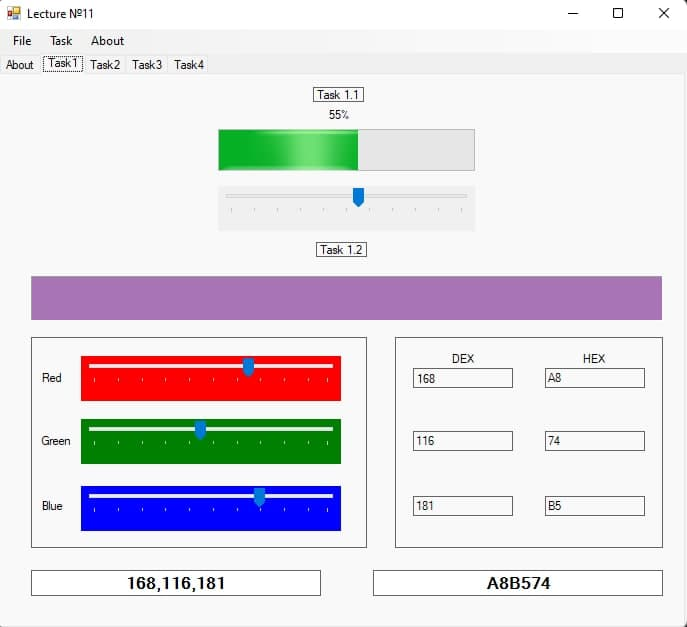 Lecture №11
File Task About
About Task1 Task2 Task3 Task4
Task 1.1
55%
Task 1.2
DEX HEX
Red 168 A8
Green 116 74
Blue 181 B5
168,116,181 A8B574